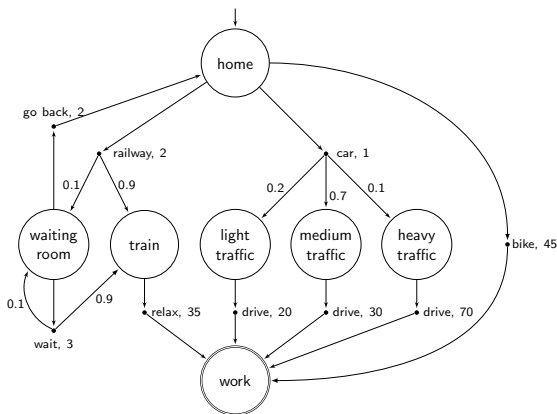 home
go back, 2
railway, 2
car, 1
0.1
0.9
0.2
0.7
0.1
waiting
room
train
light
traffic
medium
traffic
heavy
traffic
bike, 45
0.1
0.9
relax, 35
drive, 20
drive, 30
drive, 70
wait, 3
work